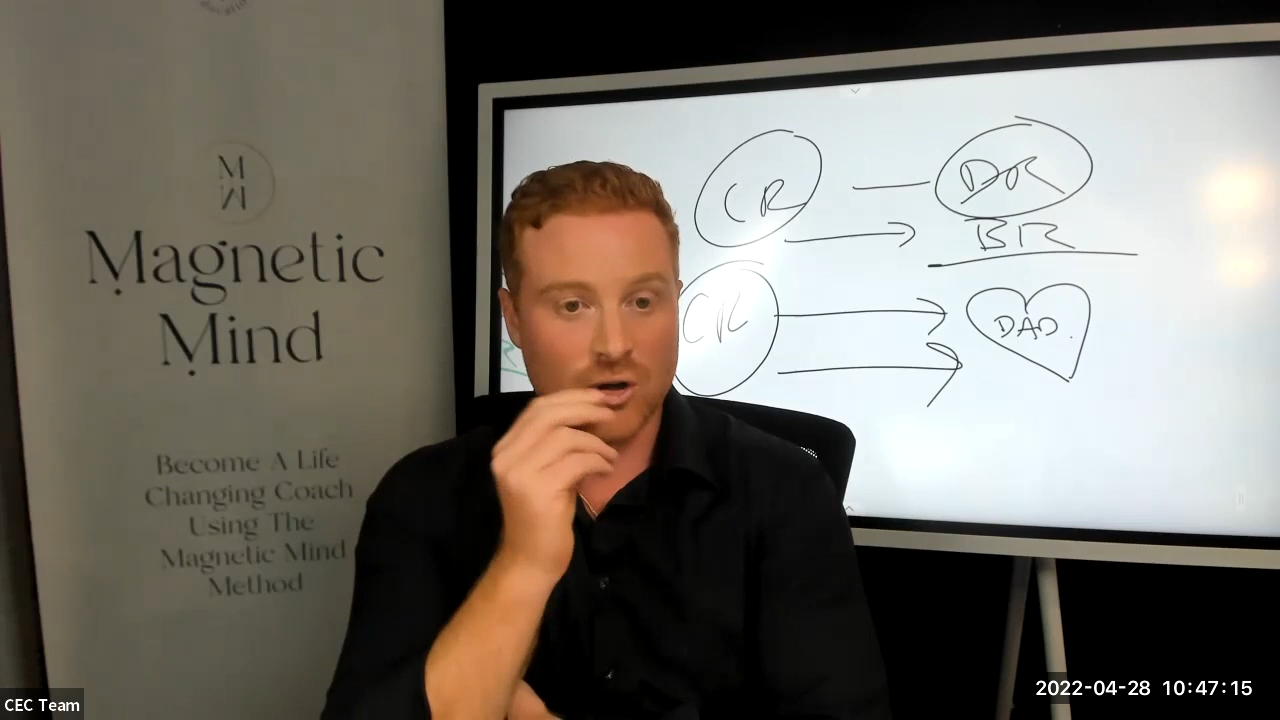 M
M
Magnetic
Mind
Become A Life
Changing Coach
Using The
Magnetic Mind
Method
CR
DR
BR
CR
DAD.
CEC Team
2022-04-28 10:47:15